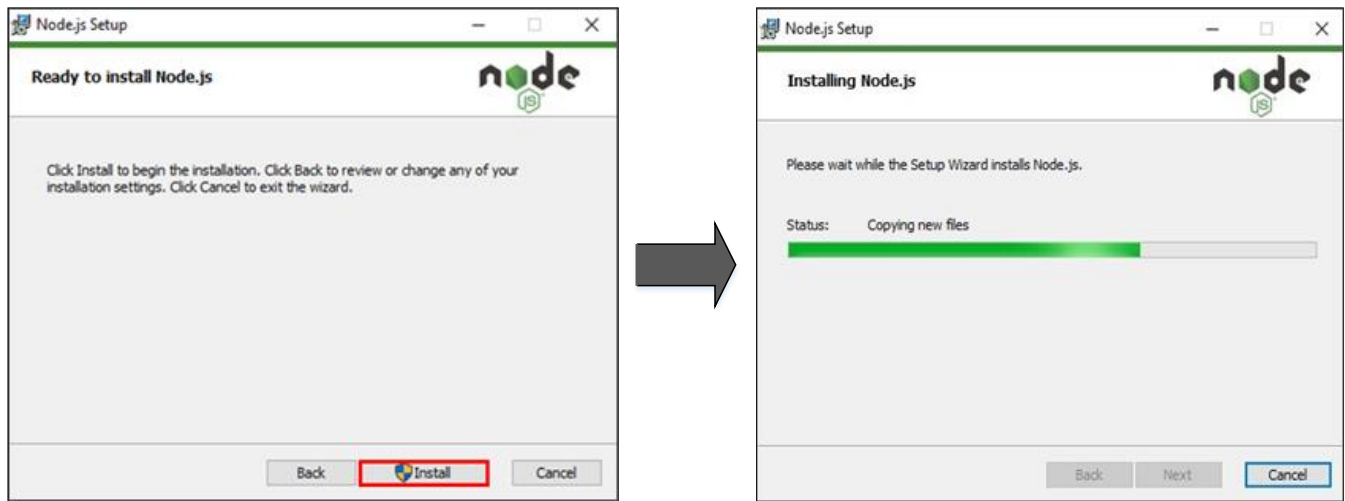 Node.js Setup
Ready to install Node.js
node
JS
Click Install to begin the installation. Click Back to review or change any of your
installation settings. Click Cancel to exit the wizard.
Back
Install
Cancel
Node.js Setup
Installing Node.js
node
JS
Please wait while the Setup Wizard installs Node.js.
Status: Copying new files
Back
Next
Cancel